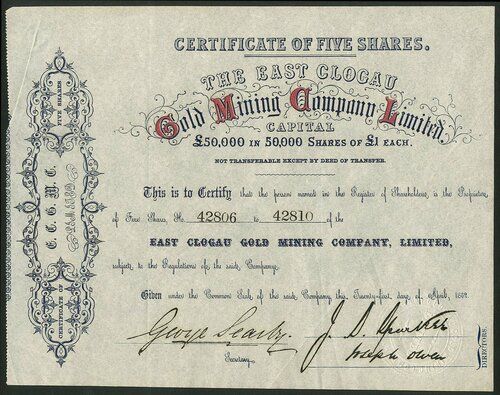 CERTIFICATE OF FIVE SHARES.
THE EAST CLOGAU
Gold Mining Company Limited.
CAPITAL
£50,000 IN 50,000 SHARES OF £1 EACH.
NOT TRANSFERABLE EXCEPT BY DEED OF TRANSFER.
This is to Certify that the person named in the Register of Shareholders, is the Proprietor
of Five Shares, No. 42806 to 42810 of the
EAST CLOGAU GOLD MINING COMPANY, LIMITED,
subject to the Regulations of the said Company.
Given under the Common Seal of the said Company this Twenty-first day of April, 1862.
George Searby.
Secretary.
J. D.
Joseph Owen
DIRECTORS.
FIVE SHARES
E. C. G. M. C.
CERTIFICATE OF